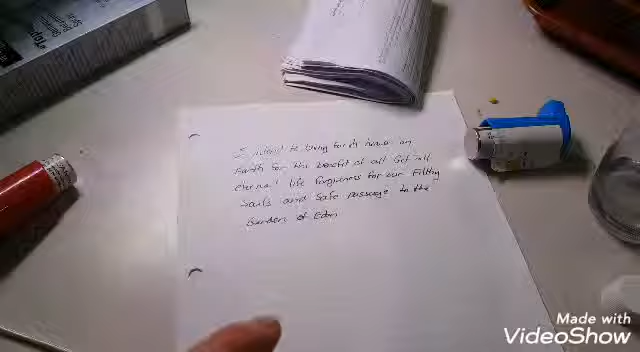 I intend to bring forth heaven on
Earth for the benefit of all Get all
eternal life forgiveness for our Filthy
Souls and Safe passage to the
Garden of Eden
Made with
VideoShow